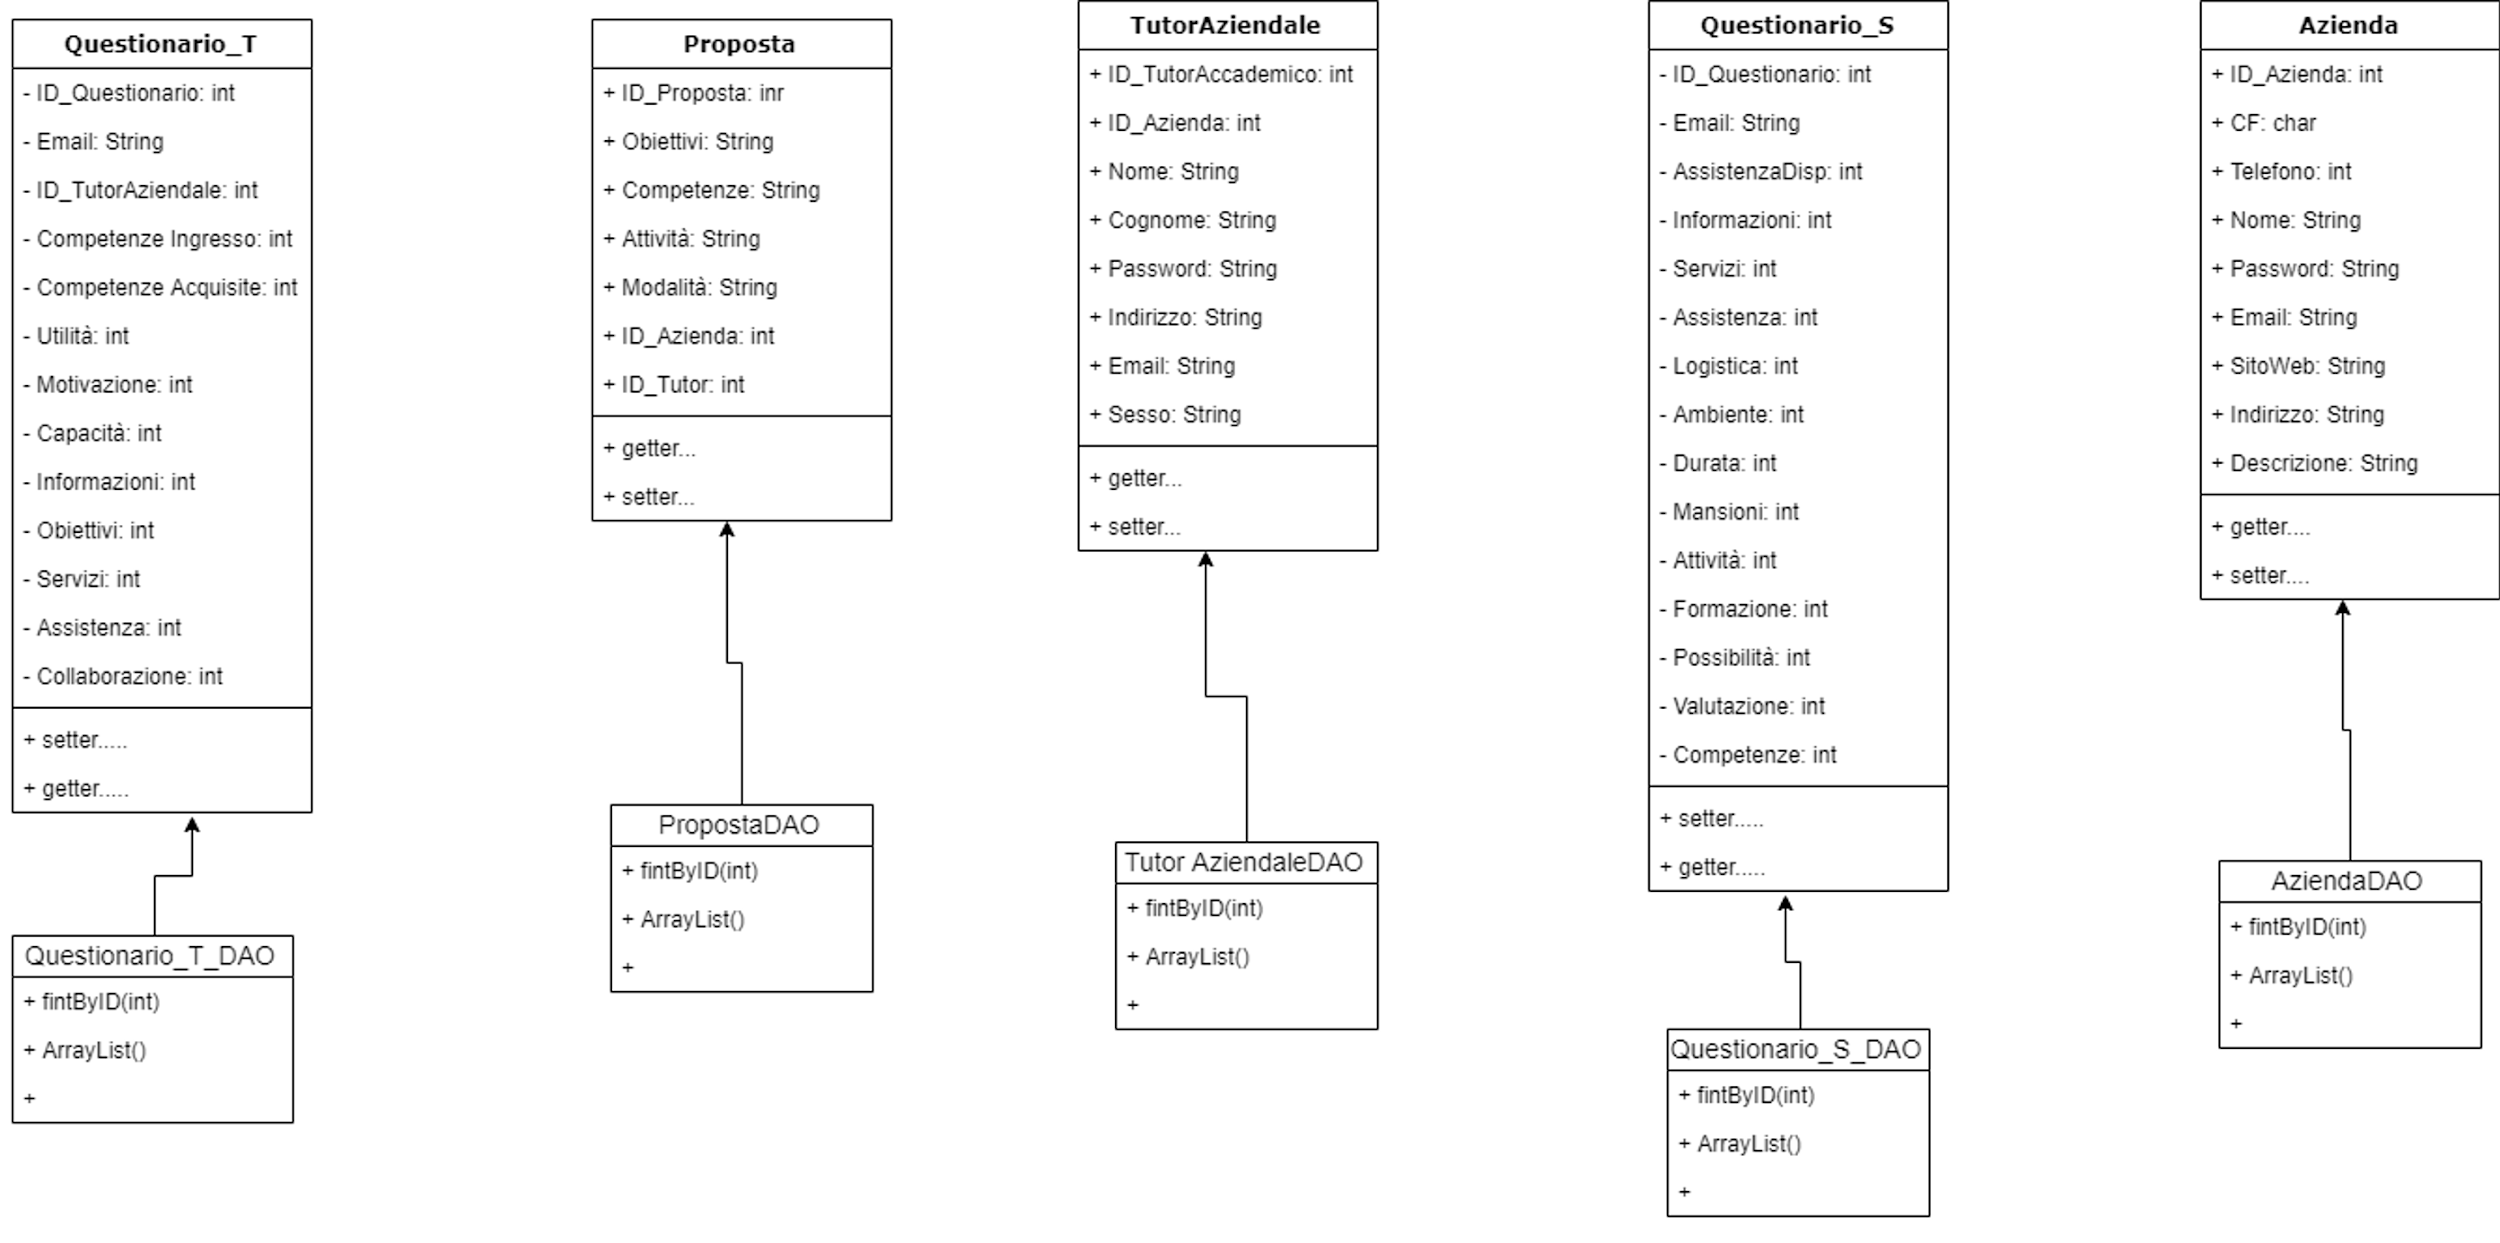 Questionario_T
- ID_Questionario: int
- Email: String
- ID_TutorAziendale: int
- Competenze Ingresso: int
- Competenze Acquisite: int
- Utilità: int
- Motivazione: int
- Capacità: int
- Informazioni: int
- Obiettivi: int
- Servizi: int
- Assistenza: int
- Collaborazione: int
+ setter.....
+ getter.....
Questionario_T_DAO
+ fintByID(int)
+ ArrayList()
+
Proposta
+ ID_Proposta: inr
+ Obiettivi: String
+ Competenze: String
+ Attività: String
+ Modalità: String
+ ID_Azienda: int
+ ID_Tutor: int
+ getter...
+ setter...
PropostaDAO
+ fintByID(int)
+ ArrayList()
+
TutorAziendale
+ ID_TutorAccademico: int
+ ID_Azienda: int
+ Nome: String
+ Cognome: String
+ Password: String
+ Indirizzo: String
+ Email: String
+ Sesso: String
+ getter...
+ setter...
Tutor AziendaleDAO
+ fintByID(int)
+ ArrayList()
+
Questionario_S
- ID_Questionario: int
- Email: String
- AssistenzaDisp: int
- Informazioni: int
- Servizi: int
- Assistenza: int
- Logistica: int
- Ambiente: int
- Durata: int
- Mansioni: int
- Attività: int
- Formazione: int
- Possibilità: int
- Valutazione: int
- Competenze: int
+ setter.....
+ getter.....
Questionario_S_DAO
+ fintByID(int)
+ ArrayList()
+
Azienda
+ ID_Azienda: int
+ CF: char
+ Telefono: int
+ Nome: String
+ Password: String
+ Email: String
+ SitoWeb: String
+ Indirizzo: String
+ Descrizione: String
+ getter....
+ setter....
AziendaDAO
+ fintByID(int)
+ ArrayList()
+